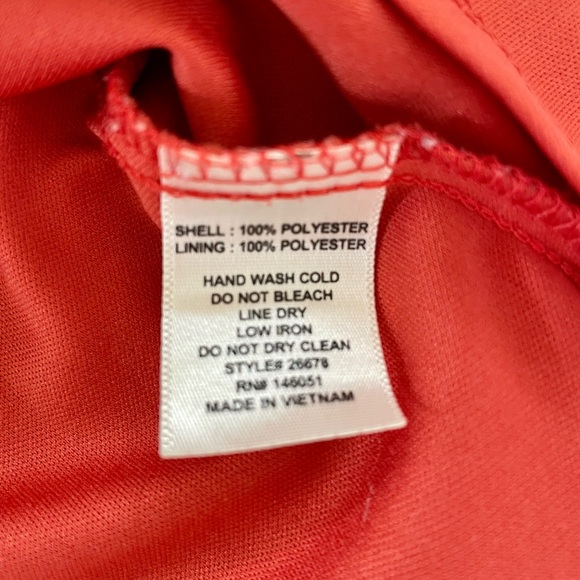 SHELL : 100% POLYESTER
LINING : 100% POLYESTER
HAND WASH COLD
DO NOT BLEACH
LINE DRY
LOW IRON
DO NOT DRY CLEAN
STYLE# 26678
RN# 146051
MADE IN VIETNAM